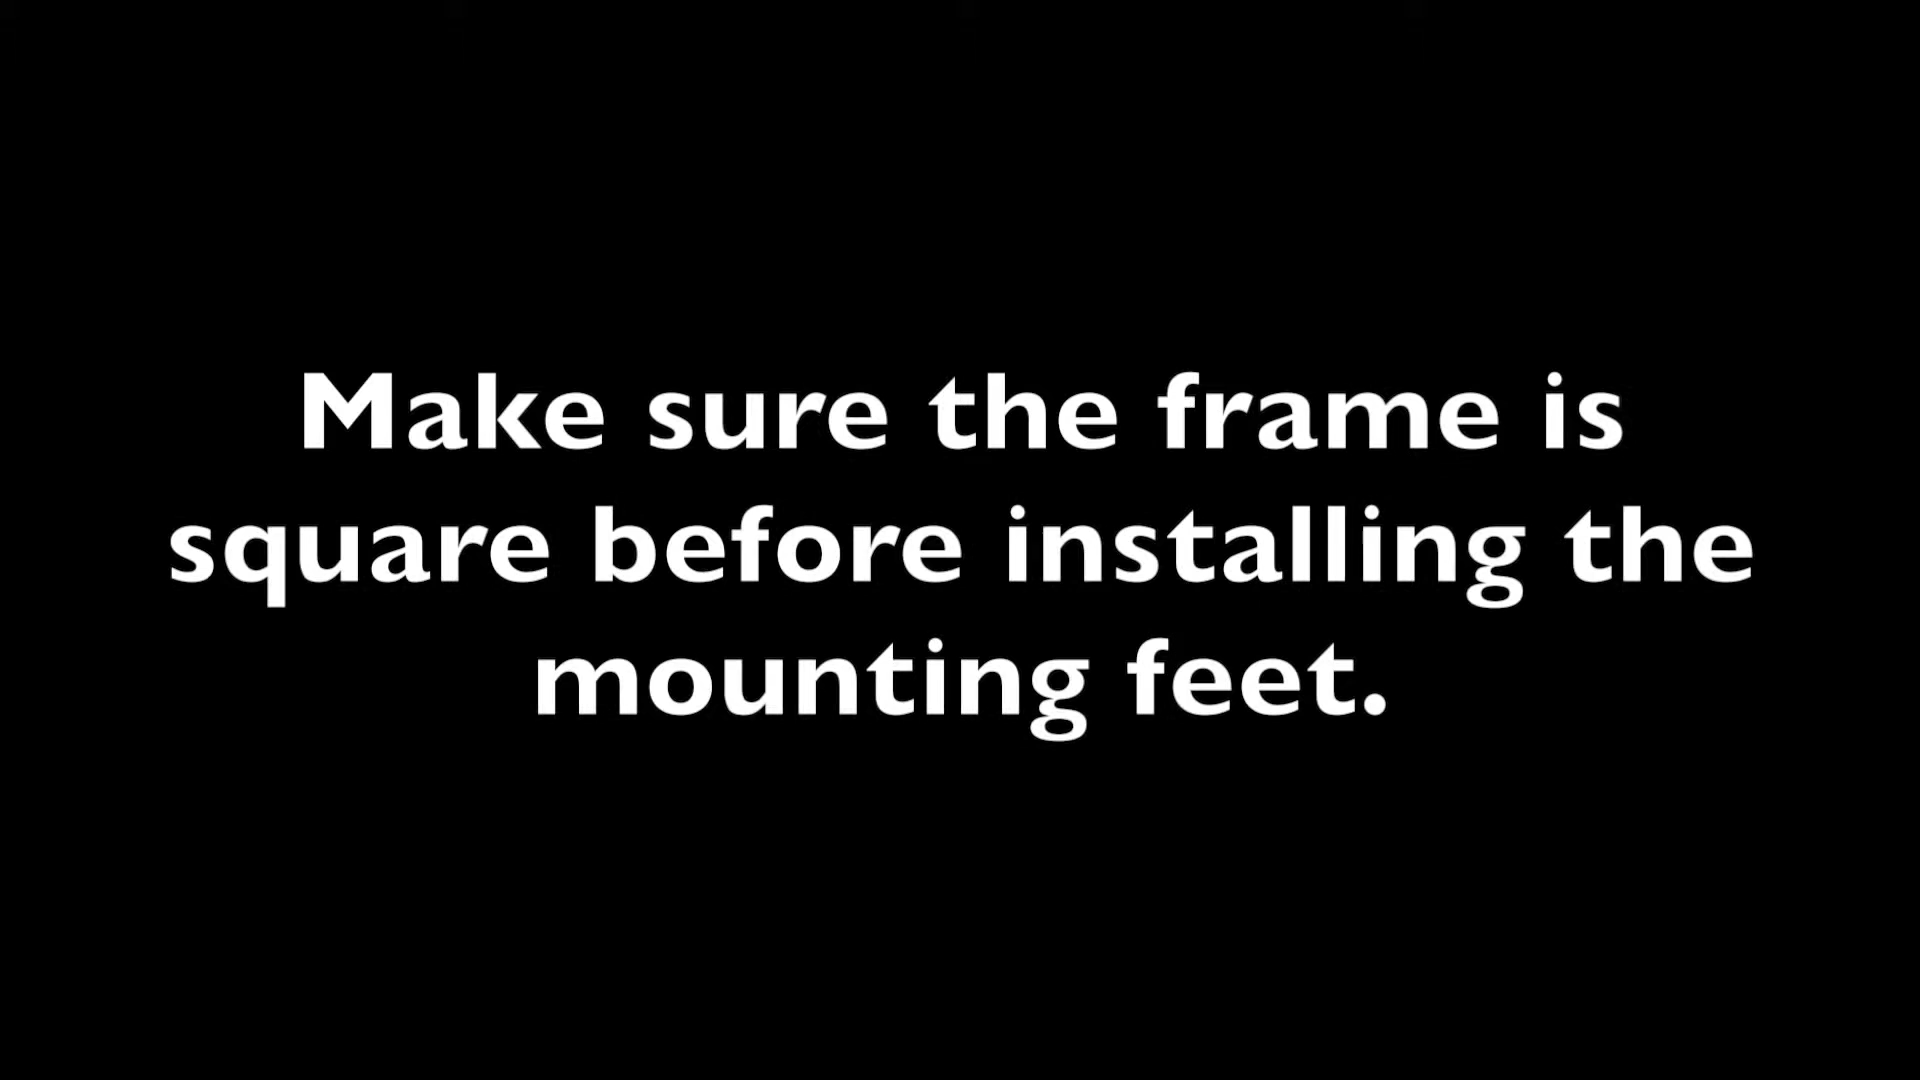 Make sure the frame is
square before installing the
mounting feet.